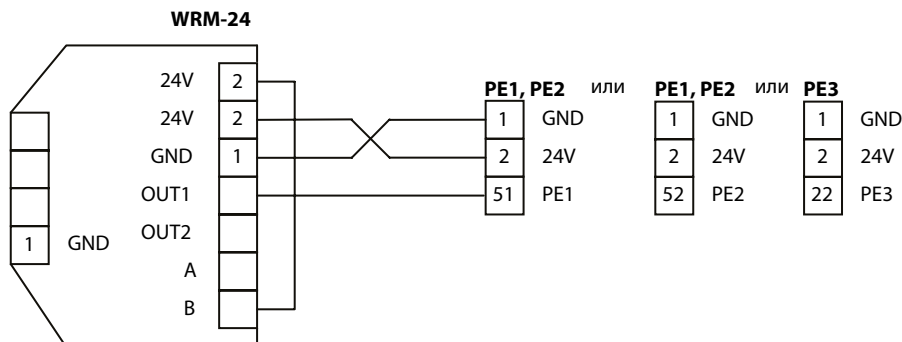 WRM-24
PE1, PE2 или PE1, PE2 или PE3
24V 2
24V 2
GND 1
OUT1
OUT2
A
B
1 GND
1 GND
2 24V
51 PE1
1 GND
2 24V
52 PE2
1 GND
2 24V
22 PE3